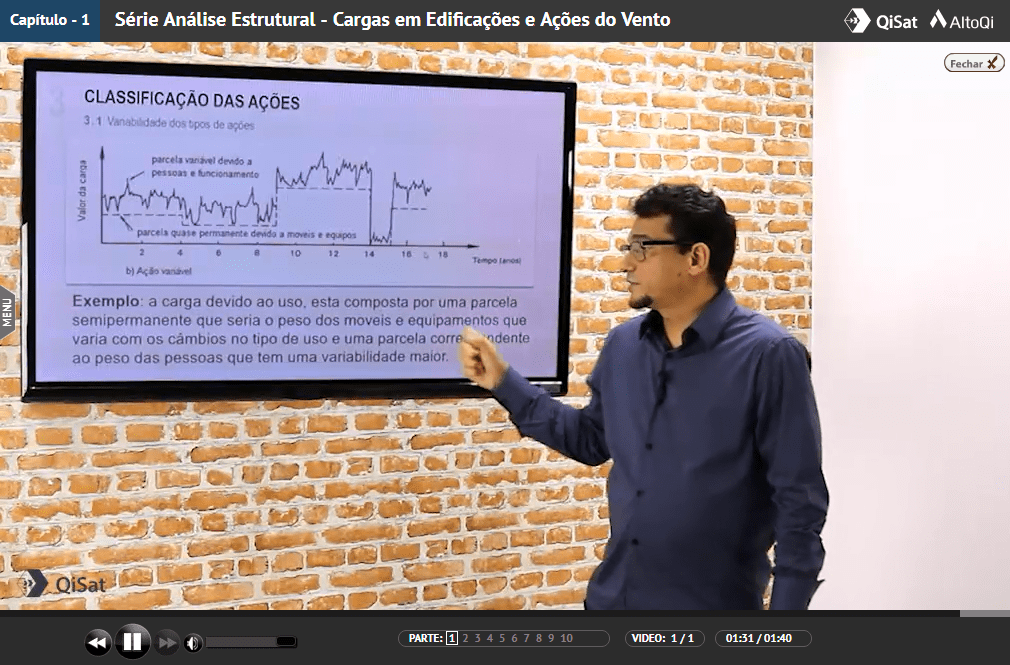 Capítulo - 1
Série Análise Estrutural - Cargas em Edificações e Ações do Vento
QiSat
AltoQi
Fechar
MENU
3
CLASSIFICAÇÃO DAS AÇÕES
3.1 Variabilidade dos tipos de ações
Valor da carga
parcela variável devido a
pessoas e funcionamento
parcela quase permanente devido a moveis e equipos
2 4 6 8 10 12 14 16 18
Tempo (anos)
b) Ação variável
Exemplo: a carga devido ao uso, esta composta por uma parcela
semipermanente que seria o peso dos moveis e equipamentos que
varia com os câmbios no tipo de uso e uma parcela
ao peso das pessoas que tem uma variabilidade maior.
QiSat
PARTE: 1 2 3 4 5 6 7 8 9 10
VIDEO: 1 / 1
01:31 / 01:40